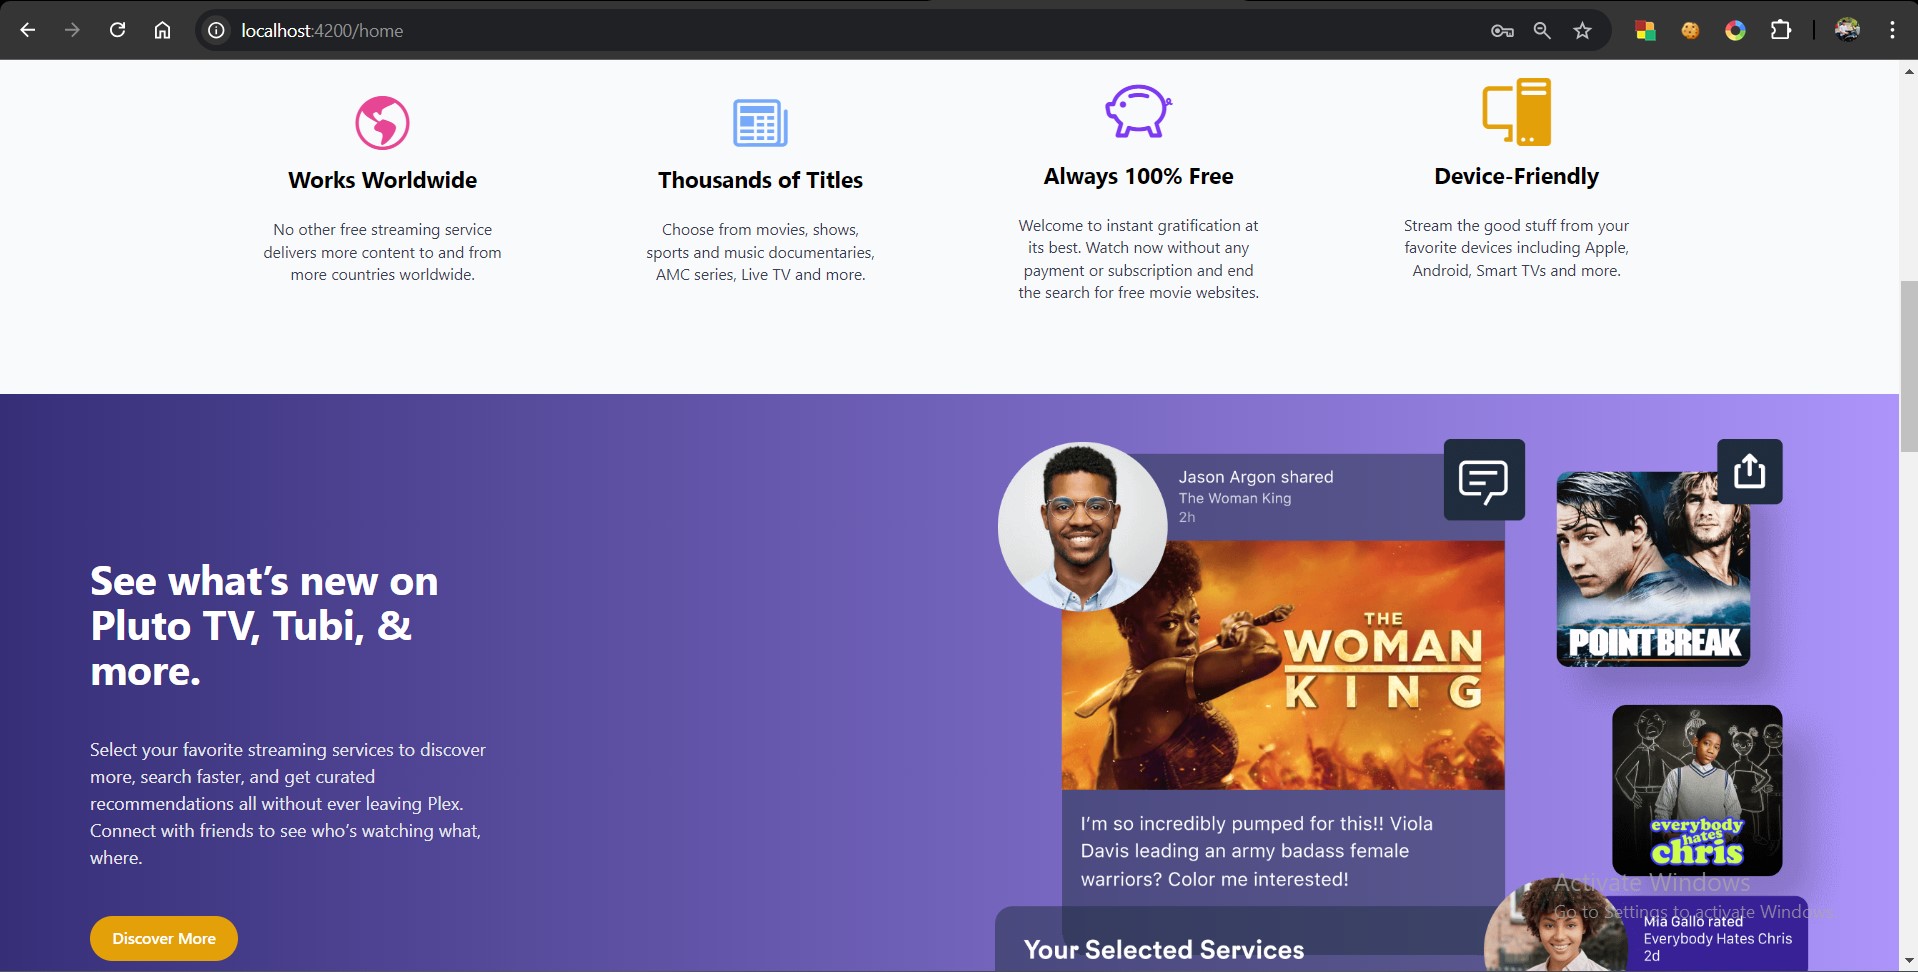 localhost:4200/home
Works Worldwide
No other free streaming service
delivers more content to and from
more countries worldwide.
Thousands of Titles
Choose from movies, shows,
sports and music documentaries,
AMC series, Live TV and more.
Always 100% Free
Welcome to instant gratification at
its best. Watch now without any
payment or subscription and end
the search for free movie websites.
Device-Friendly
Stream the good stuff from your
favorite devices including Apple,
Android, Smart TVs and more.
See what’s new on
Pluto TV, Tubi, &
more.
Select your favorite streaming services to discover
more, search faster, and get curated
recommendations all without ever leaving Plex.
Connect with friends to see who’s watching what,
where.
Discover More
Jason Argon shared
The Woman King
2h
THE
WOMAN
KING
I’m so incredibly pumped for this!! Viola
Davis leading an army badass female
warriors? Color me interested!
POINT BREAK
everybody
hates
chris
Your Selected Services
Mia Gallo rated
Everybody Hates Chris
2d
Activate Windows
Go to Settings to activate Windows.